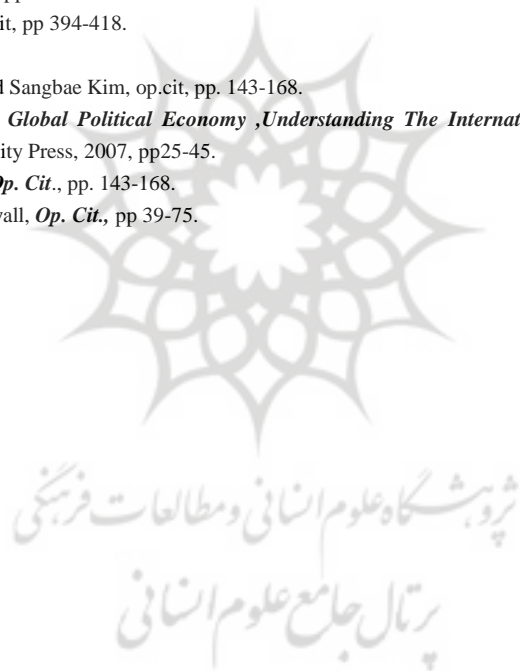 it, pp 394-418.
d Sangbae Kim, op.cit, pp. 143-168.
Global Political Economy ,Understanding The Internat
ity Press, 2007, pp25-45.
Op. Cit., pp. 143-168.
vall, Op. Cit., pp 39-75.
پژوهشگاه علوم انسانی و مطالعات فرهنگی
پرتال جامع علوم انسانی